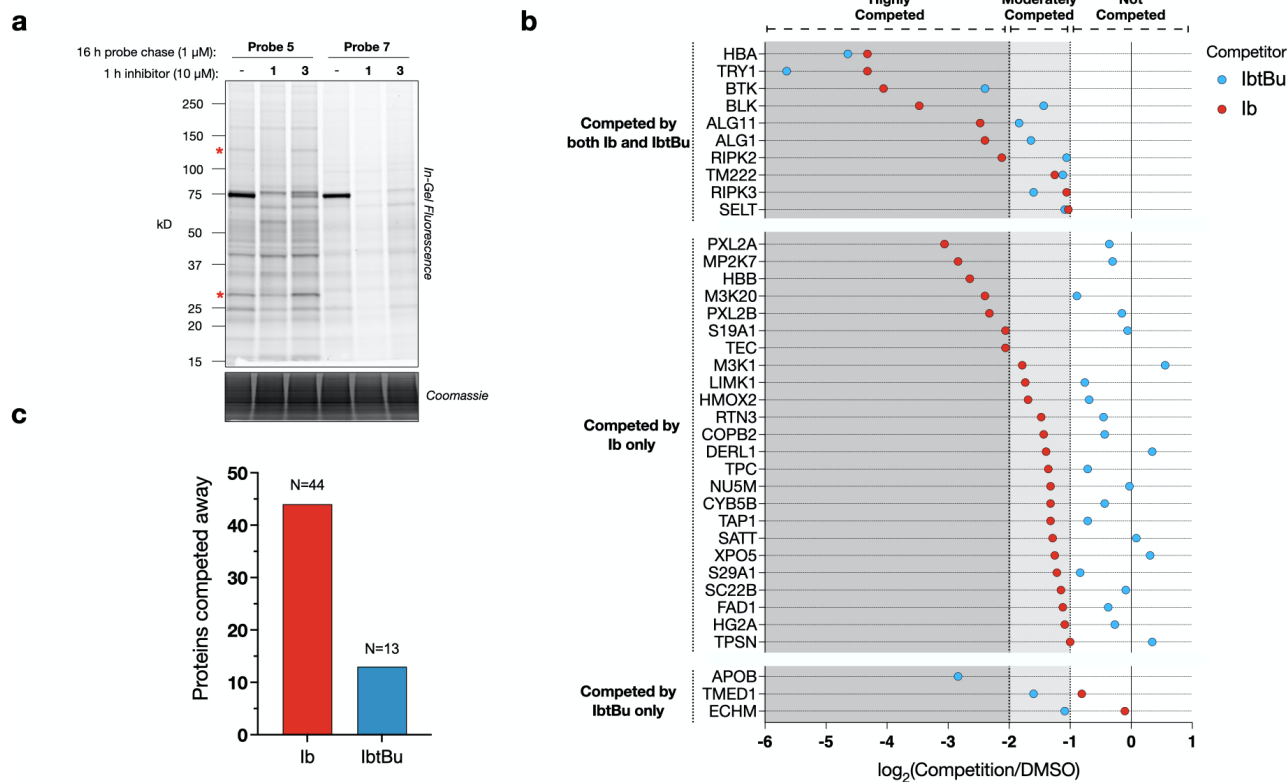 a
16 h probe chase (1 µM):
Probe 5
Probe 7
1 h inhibitor (10 µM):
- 1 3 - 1 3
250
150
*
100
75
kD
50
37
*
25
20
15
In-Gel Fluorescence
Coomassie
b
Highly
Competed
Moderately
Competed
Not
Competed
Competitor
IbtBu
Ib
Competed by
both Ib and IbtBu
HBA
TRY1
BTK
BLK
ALG11
ALG1
RIPK2
TM222
RIPK3
SELT
Competed by
Ib only
PXL2A
MP2K7
HBB
M3K20
PXL2B
S19A1
TEC
M3K1
LIMK1
HMOX2
RTN3
COPB2
DERL1
TPC
NU5M
CYB5B
TAP1
SATT
XPO5
S29A1
SC22B
FAD1
HG2A
TPSN
Competed by
IbtBu only
APOB
TMED1
ECHM
-6 -5 -4 -3 -2 -1 0 1
log2(Competition/DMSO)
c
Proteins competed away
50
40
30
20
10
0
N=44
N=13
Ib
IbtBu